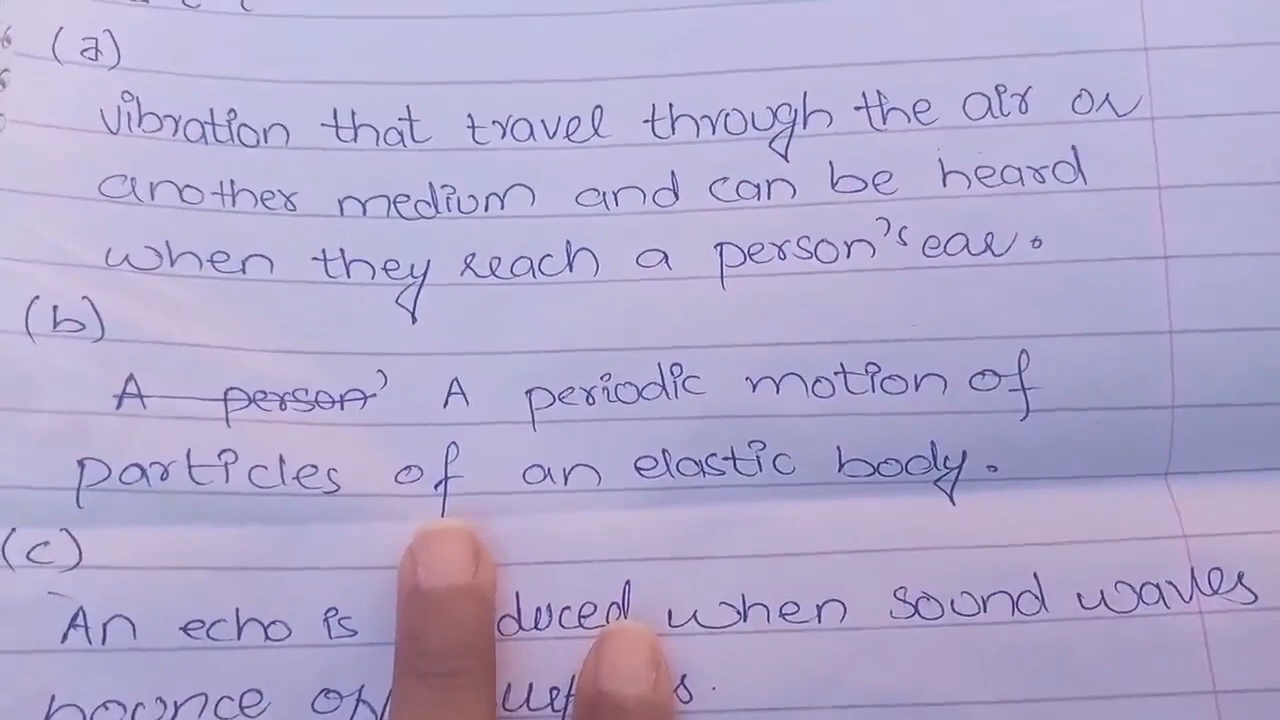 (a)
vibration that travel through the air or
another medium and can be heard
when they reach a person's ear.
(b)
A person' A periodic motion of
particles of an elastic body.
(c)
An echo is duced when sound waves
bounce